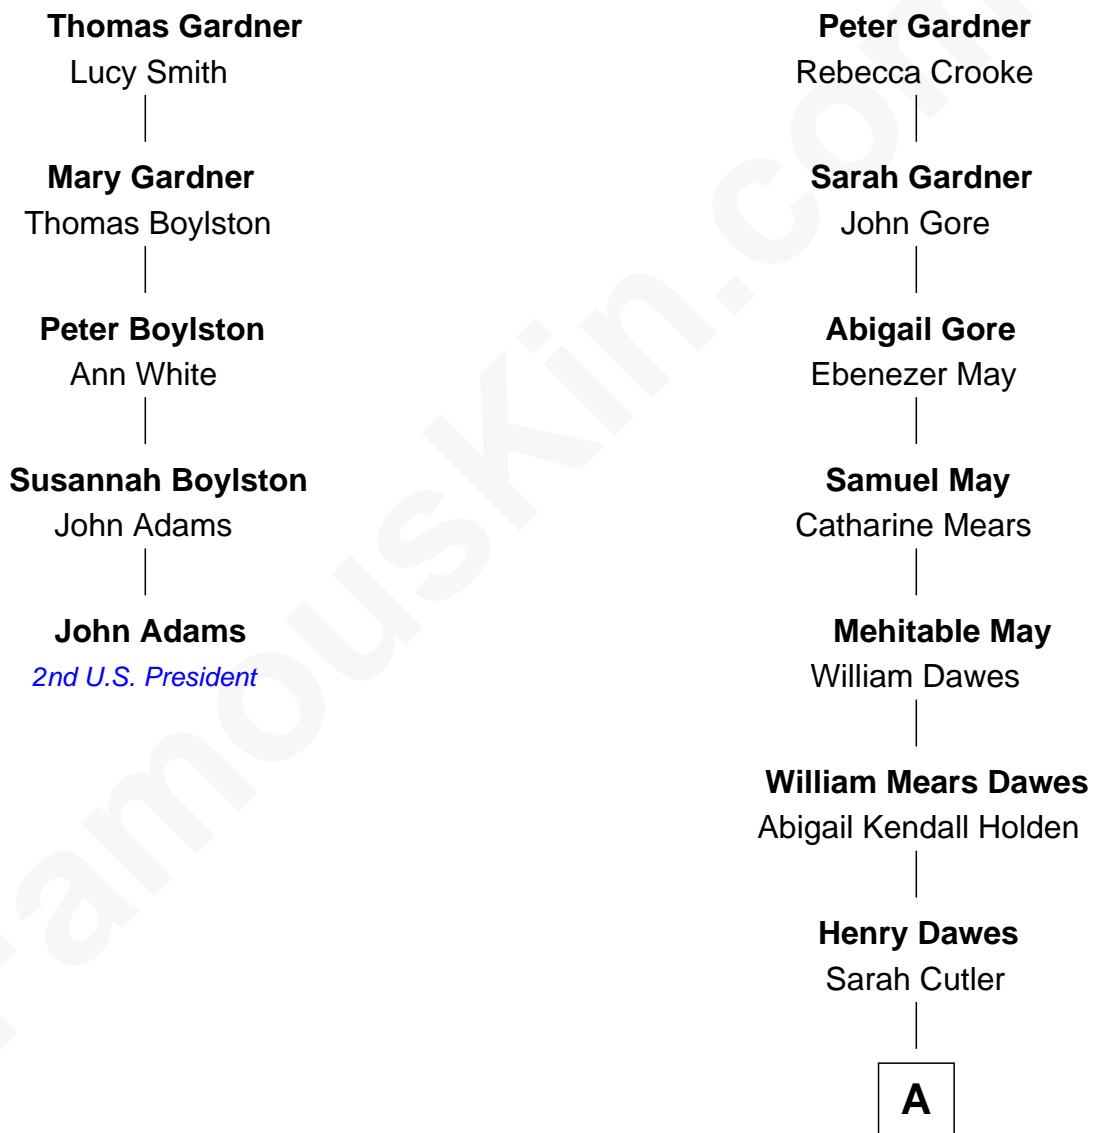 Thomas Gardner
Lucy Smith
Mary Gardner
Thomas Boylston
Peter Boylston
Ann White
Susannah Boylston
John Adams
John Adams
2nd U.S. President
Peter Gardner
Rebecca Crooke
Sarah Gardner
John Gore
Abigail Gore
Ebenezer May
Samuel May
Catharine Mears
Mehitable May
William Dawes
William Mears Dawes
Abigail Kendall Holden
Henry Dawes
Sarah Cutler
A
FamousKin.com